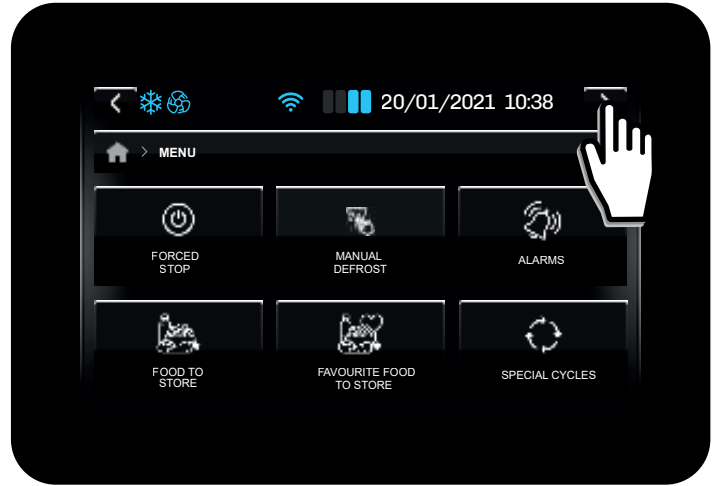 20/01/2021 10:38
> MENU
FORCED
STOP
MANUAL
DEFROST
ALARMS
FOOD TO
STORE
FAVOURITE FOOD
TO STORE
SPECIAL CYCLES